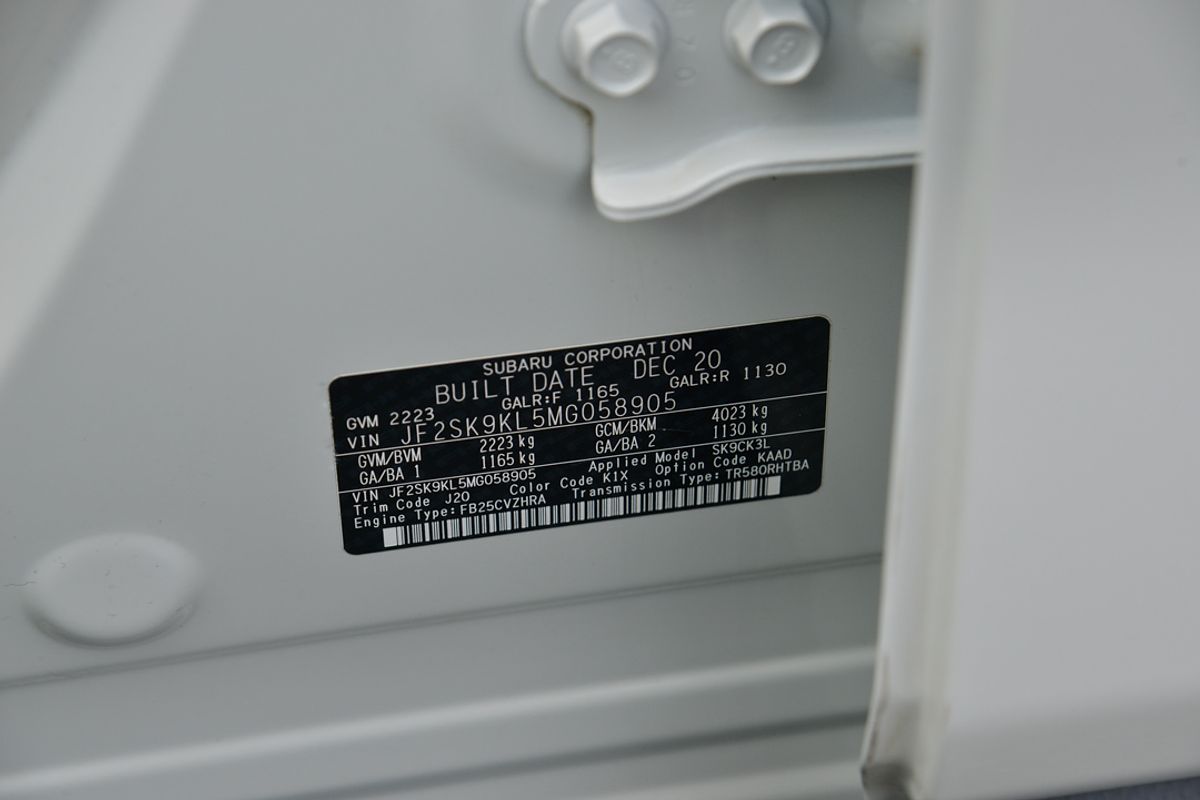 SUBARU CORPORATION
BUILT DATE DEC 20
GVM 2223 GALR:F 1165 GALR:R 1130
VIN JF2SK9KL5MG058905
GVM/BVM 2223 kg GCM/BKM 4023 kg
GA/BA 1 1165 kg GA/BA 2 1130 kg
VIN JF2SK9KL5MG058905 Applied Model SK9CK3L
Trim Code J20 Color Code K1X Option Code KAAD
Engine Type:FB25CVZHRA Transmission Type:TR580RHTBA